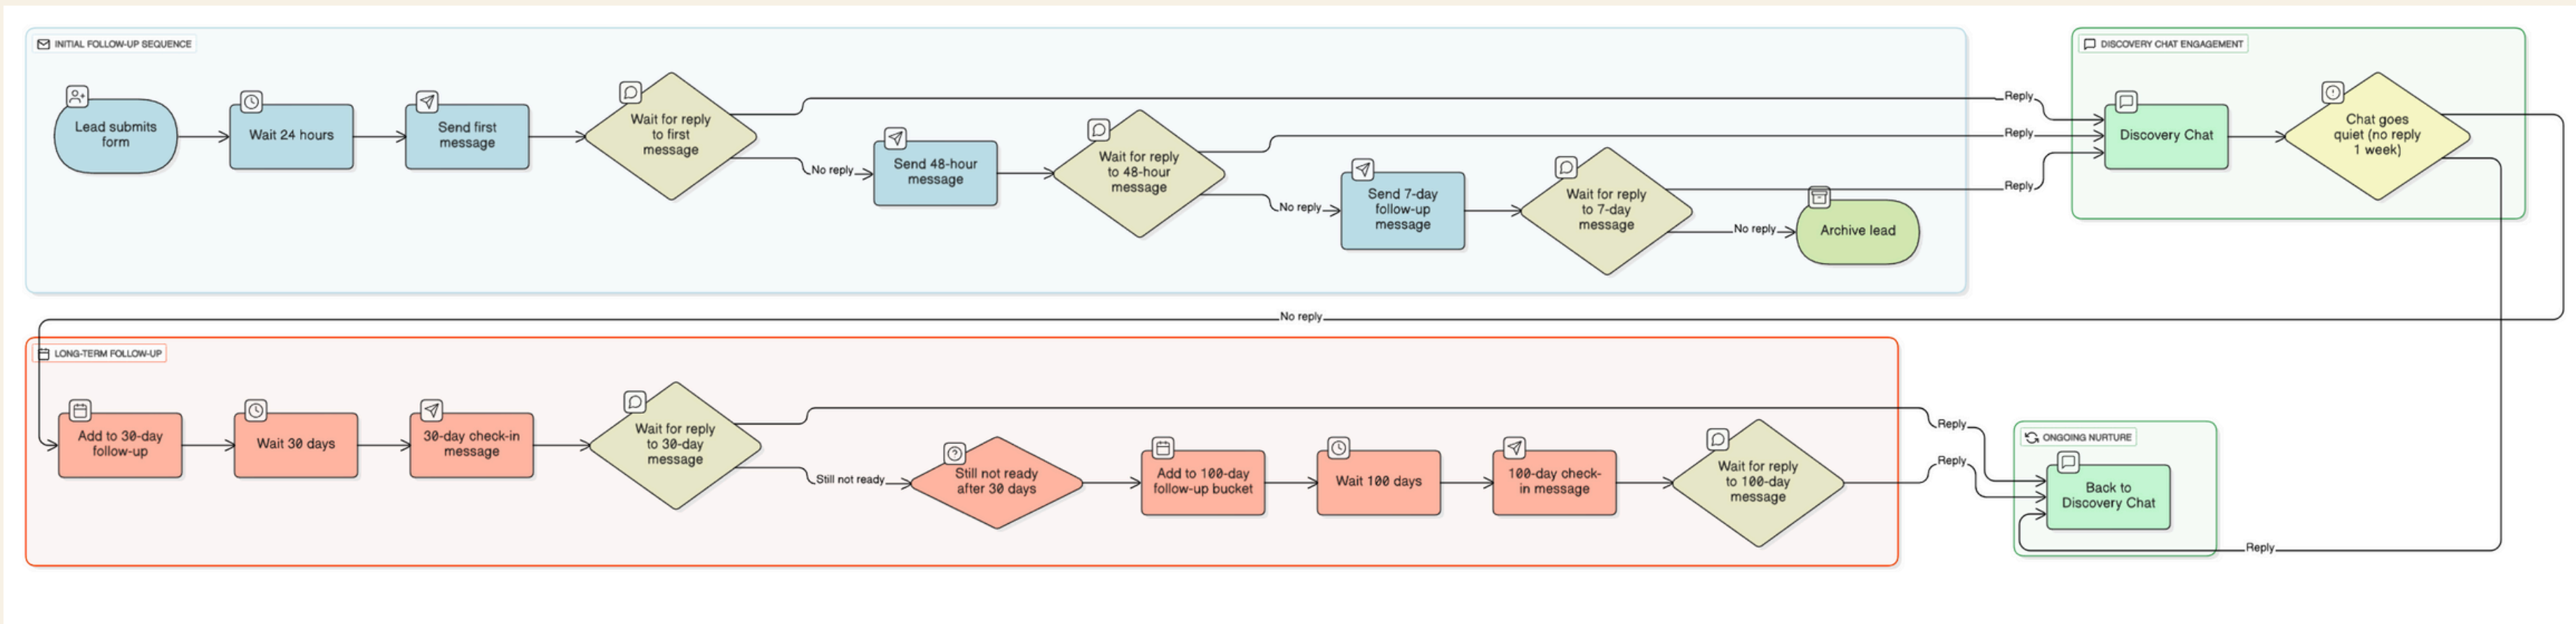 INITIAL FOLLOW-UP SEQUENCE
DISCOVERY CHAT ENGAGEMENT
Lead submits
form
Wait 24 hours
Send first
message
Wait for reply
to first
message
No reply
Send 48-hour
message
Wait for reply
to 48-hour
message
No reply
Send 7-day
follow-up
message
Wait for reply
to 7-day
message
No reply
Archive lead
Reply
Reply
Reply
Discovery Chat
Chat goes
quiet (no reply
1 week)
No reply
LONG-TERM FOLLOW-UP
Add to 30-day
follow-up
Wait 30 days
30-day check-in
message
Wait for reply
to 30-day
message
Still not ready
Still not ready
after 30 days
Add to 100-day
follow-up bucket
Wait 100 days
100-day check-
in message
Wait for reply
to 100-day
message
Reply
Reply
ONGOING NURTURE
Back to
Discovery Chat
Reply